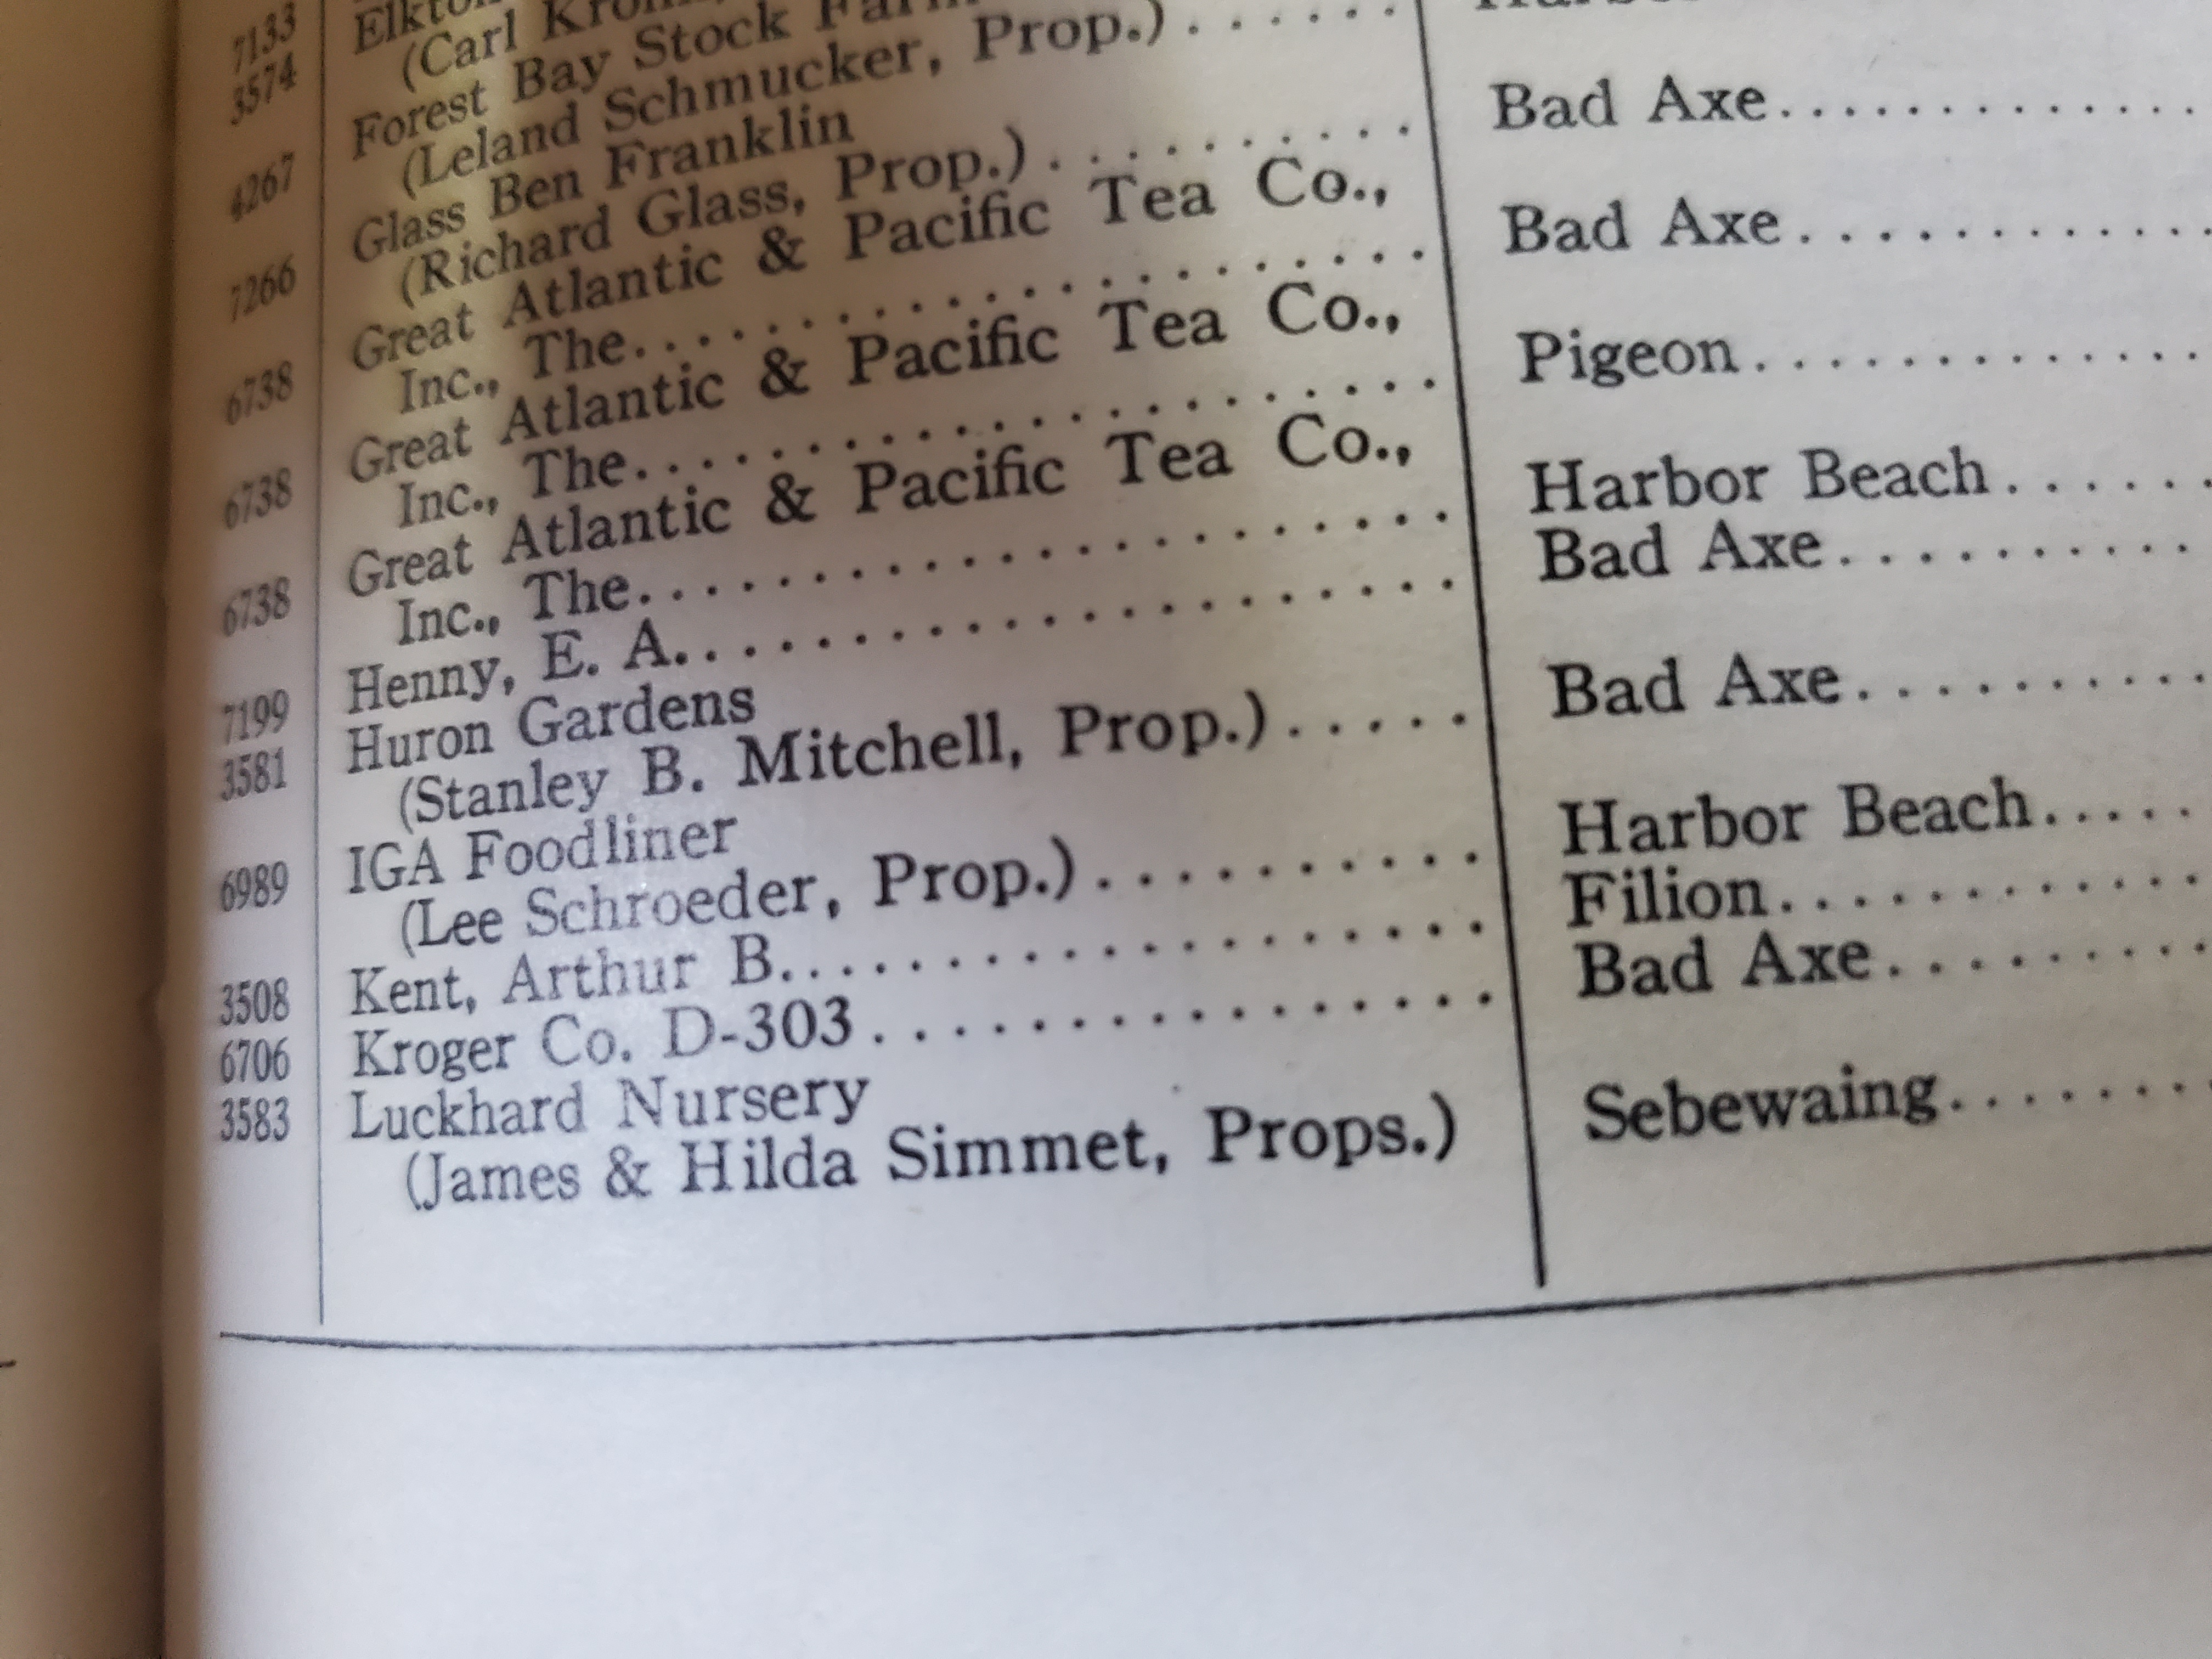 7133 Elkton
(Carl
3574 Forest Bay Stock Farm
(Leland Schmucker, Prop.)......
4267 Glass Ben Franklin
(Richard Glass, Prop.).......... Bad Axe..............
7266 Great Atlantic & Pacific Tea Co.,
Inc., The.................... Bad Axe.............
6738 Great Atlantic & Pacific Tea Co.,
Inc., The.................... Pigeon..............
6738 Great Atlantic & Pacific Tea Co.,
Inc., The.................... Harbor Beach......
6738 Henny, E. A.................... Bad Axe..........
7199 Huron Gardens
3581 (Stanley B. Mitchell, Prop.)..... Bad Axe..........
6989 IGA Foodliner
(Lee Schroeder, Prop.).......... Harbor Beach.....
3508 Kent, Arthur B.................. Filion............
6706 Kroger Co. D-303................ Bad Axe.........
3583 Luckhard Nursery
(James & Hilda Simmet, Props.) Sebewaing.......